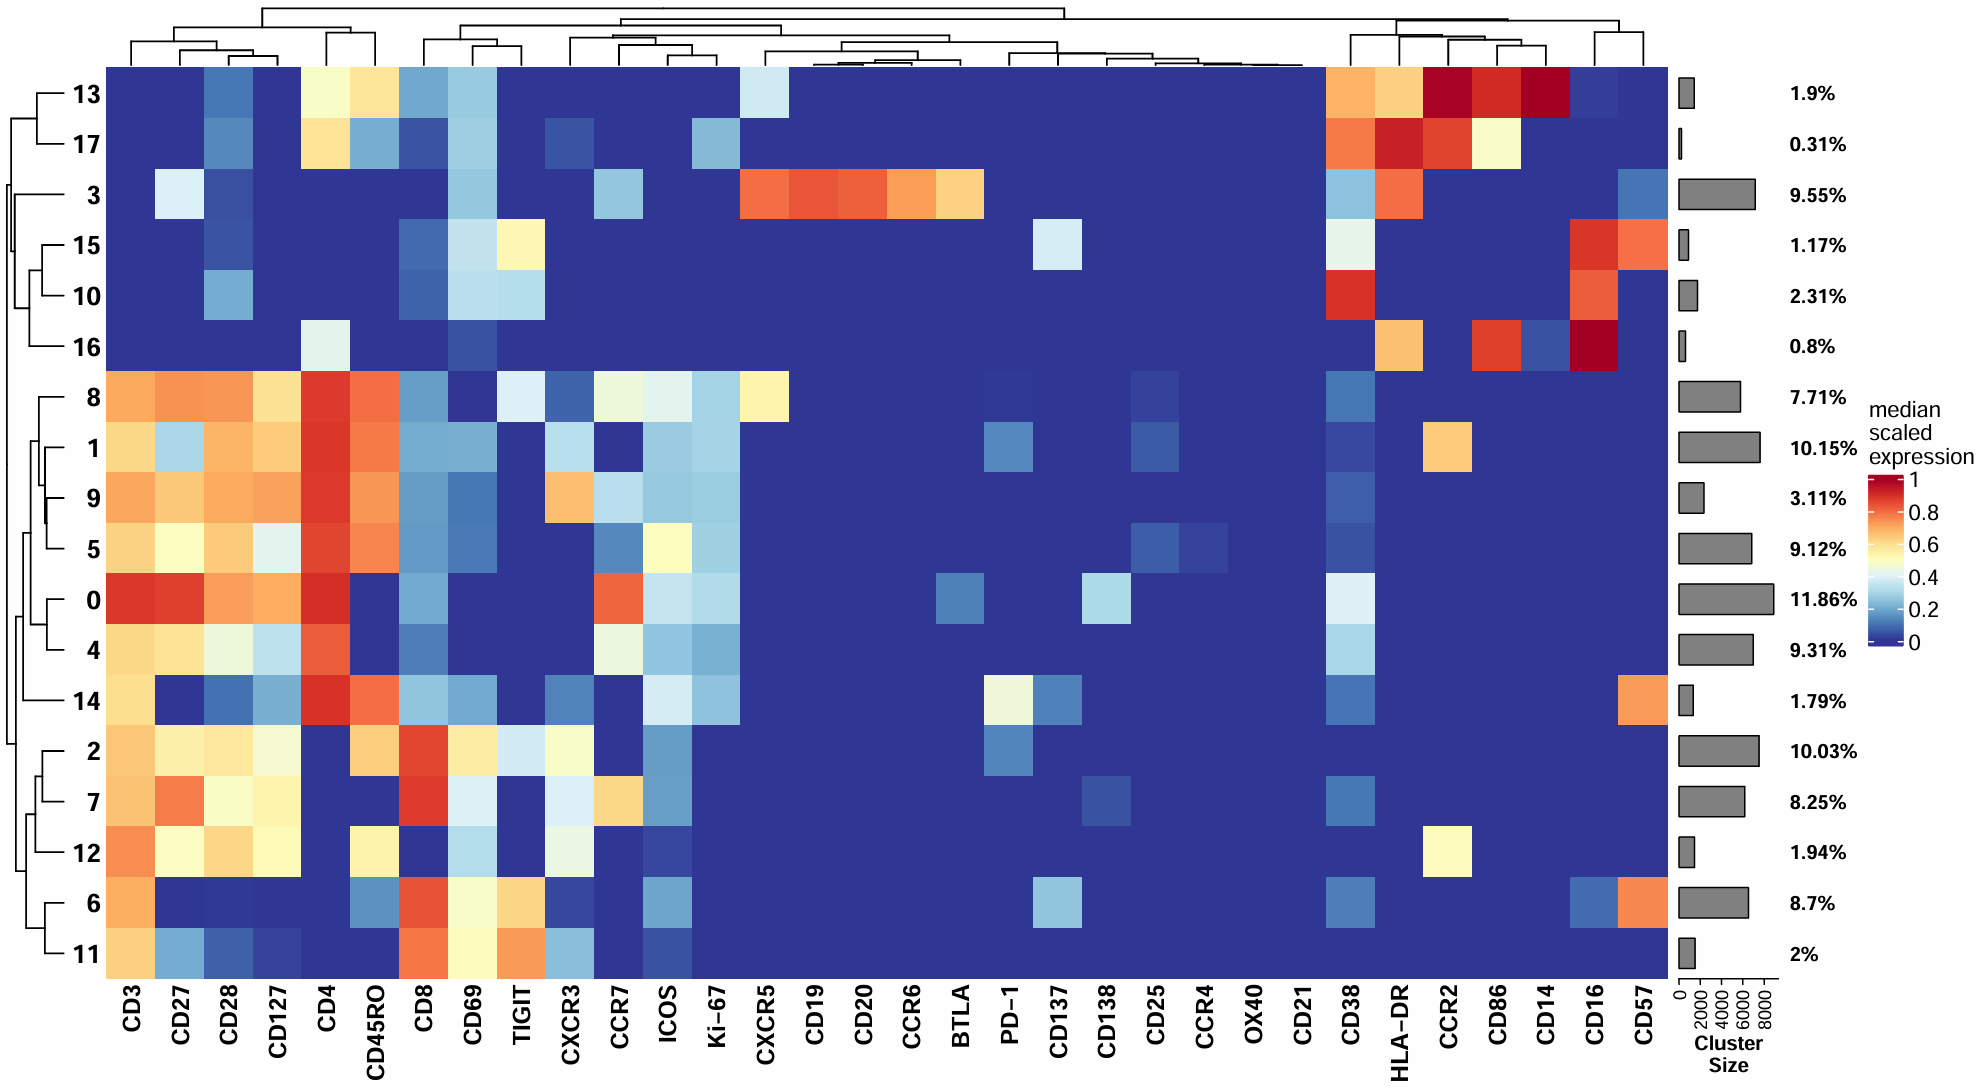 13 1.9%
17 0.31%
3 9.55%
15 1.17%
10 2.31%
16 0.8%
8 7.71%
1 10.15%
9 3.11%
5 9.12%
0 11.86%
4 9.31%
14 1.79%
2 10.03%
7 8.25%
12 1.94%
6 8.7%
11 2%
median
scaled
expression
1
0.8
0.6
0.4
0.2
0
CD3
CD27
CD28
CD127
CD4
CD45RO
CD8
CD69
TIGIT
CXCR3
CCR7
ICOS
Ki−67
CXCR5
CD19
CD20
CCR6
BTLA
PD−1
CD137
CD138
CD25
CCR4
OX40
CD21
CD38
HLA−DR
CCR2
CD86
CD14
CD16
CD57
0
2000
4000
6000
8000
Cluster
Size